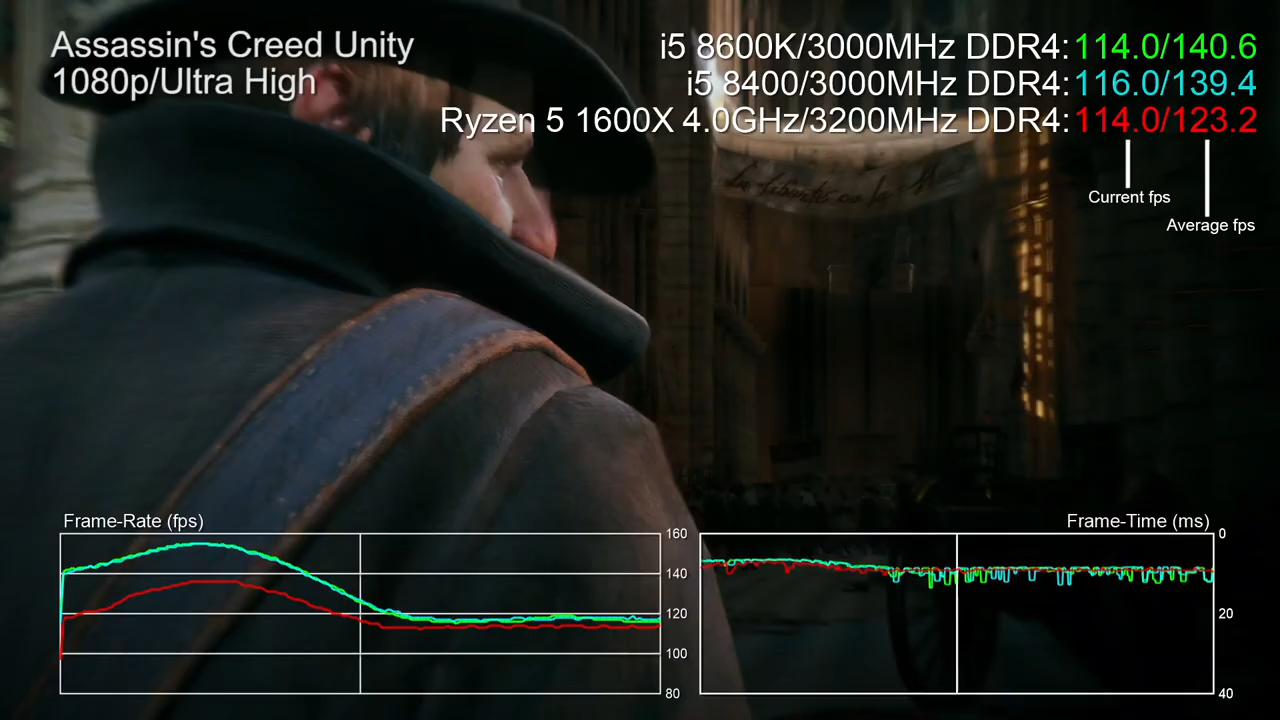 Assassin's Creed Unity
1080p/Ultra High
i5 8600K/3000MHz DDR4: 114.0/140.6
i5 8400/3000MHz DDR4: 116.0/139.4
Ryzen 5 1600X 4.0GHz/3200MHz DDR4: 114.0/123.2
Current fps
Average fps
Frame-Rate (fps)
160
140
120
100
80
Frame-Time (ms)
0
20
40